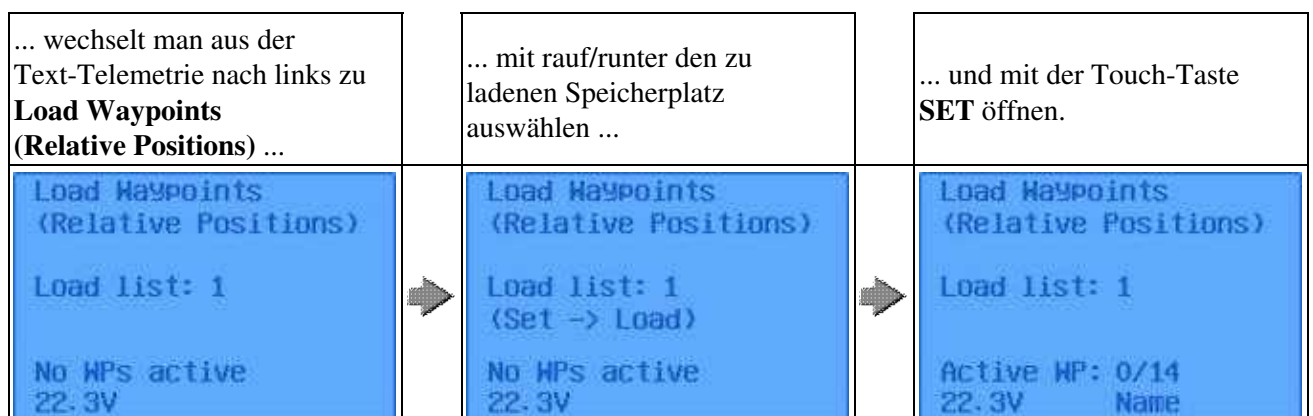 ... wechselt man aus der
Text-Telemetrie nach links zu
Load Waypoints
(Relative Positions) ...
... mit rauf/runter den zu
ladenen Speicherplatz
auswählen ...
... und mit der Touch-Taste
SET öffnen.
Load Waypoints
(Relative Positions)
Load list: 1
No WPs active
22.3V
Load Waypoints
(Relative Positions)
Load list: 1
(Set -> Load)
No WPs active
22.3V
Load Waypoints
(Relative Positions)
Load list: 1
Active WP: 0/14
22.3V Name